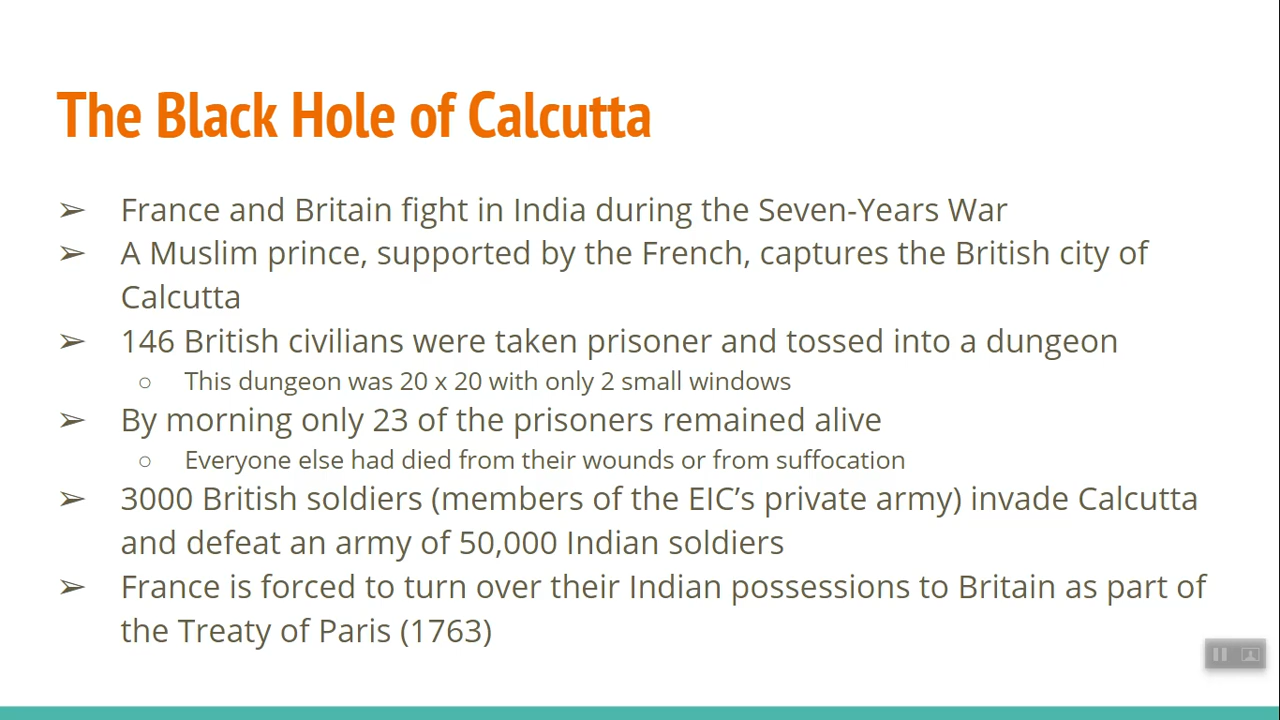 The Black Hole of Calcutta
➢ France and Britain fight in India during the Seven-Years War
➢ A Muslim prince, supported by the French, captures the British city of
Calcutta
➢ 146 British civilians were taken prisoner and tossed into a dungeon
○ This dungeon was 20 x 20 with only 2 small windows
➢ By morning only 23 of the prisoners remained alive
○ Everyone else had died from their wounds or from suffocation
➢ 3000 British soldiers (members of the EIC’s private army) invade Calcutta
and defeat an army of 50,000 Indian soldiers
➢ France is forced to turn over their Indian possessions to Britain as part of
the Treaty of Paris (1763)